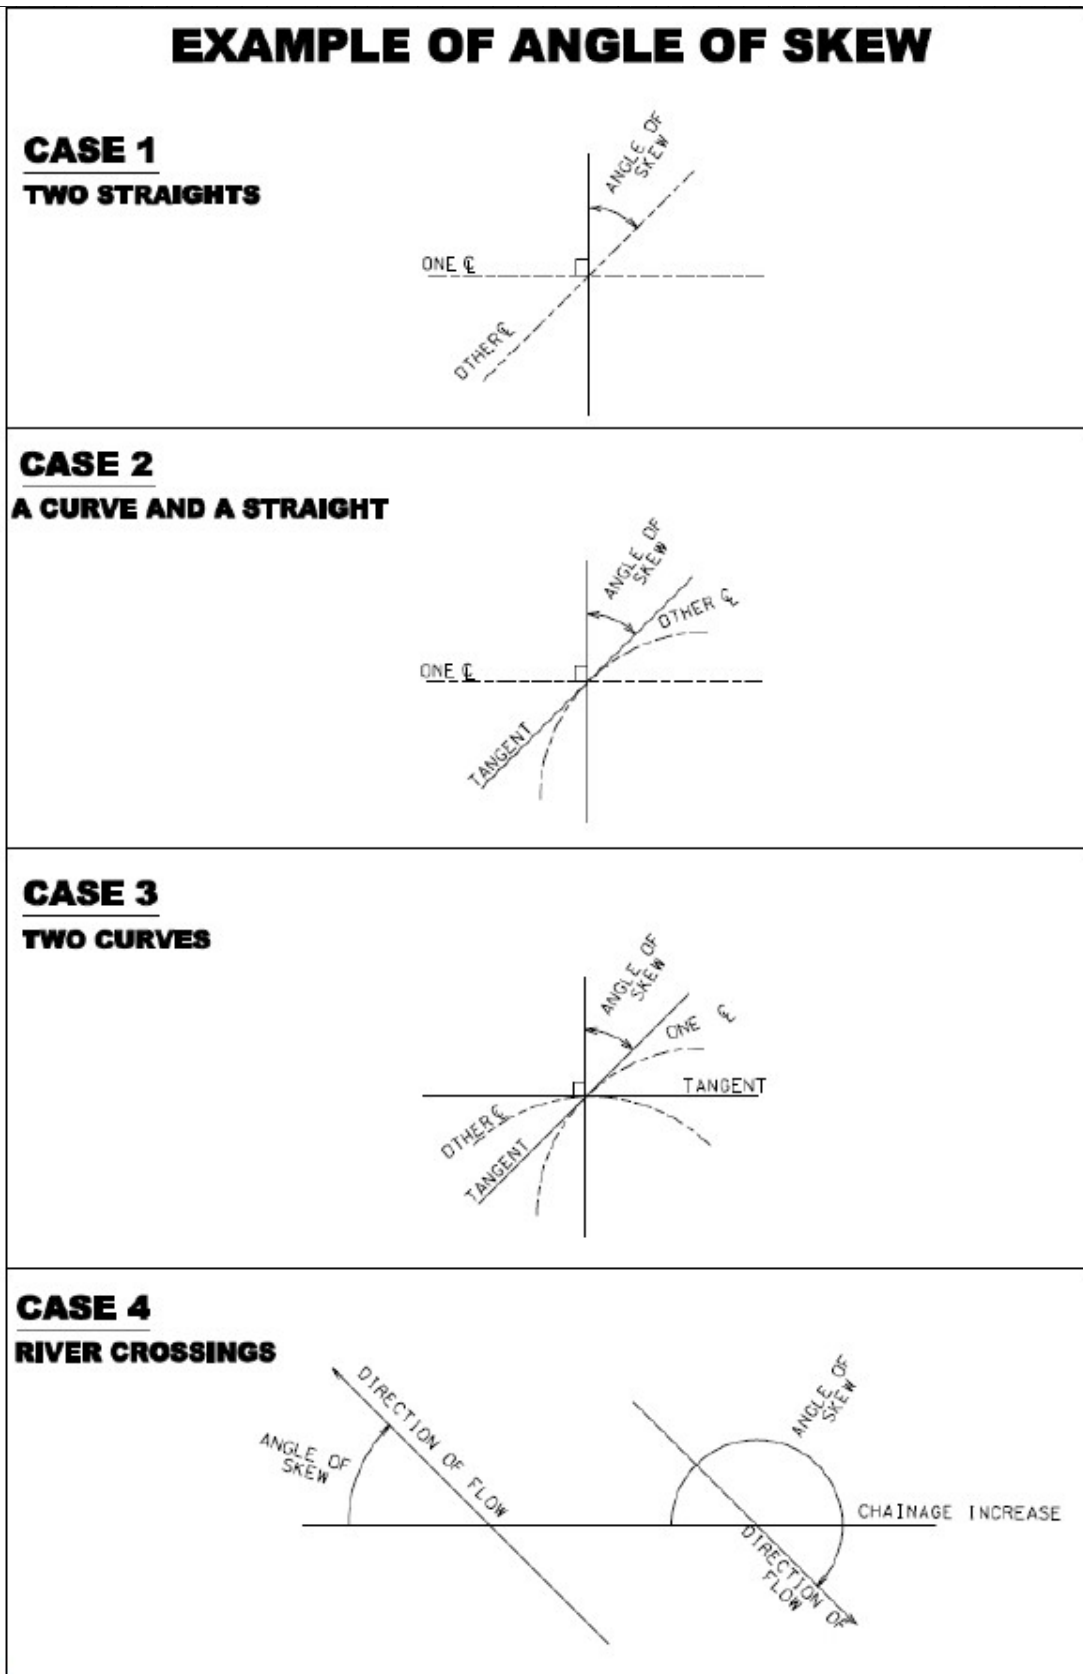 EXAMPLE OF ANGLE OF SKEW
CASE 1
TWO STRAIGHTS
ANGLE OF
SKEW
ONE ℄
OTHER ℄
CASE 2
A CURVE AND A STRAIGHT
ANGLE OF
SKEW
OTHER ℄
ONE ℄
TANGENT
CASE 3
TWO CURVES
ANGLE OF
SKEW
ONE ℄
TANGENT
OTHER ℄
TANGENT
CASE 4
RIVER CROSSINGS
DIRECTION OF FLOW
ANGLE OF
SKEW
ANGLE OF
SKEW
CHAINAGE INCREASE
DIRECTION OF
FLOW